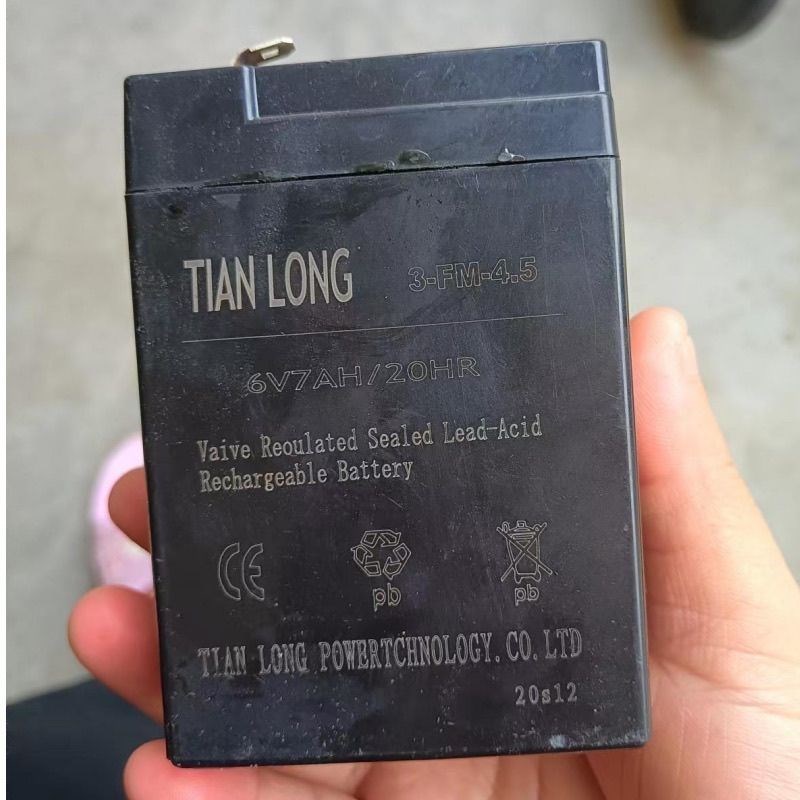 TIAN LONG 3-FM-4.5
6V7AH/20HR
Vaive Reoulated Sealed Lead-Acid
Rechargeable Battery
CE
pb pb
TIAN LONG POWERTCHNOLOGY.CO.LTD
20s12